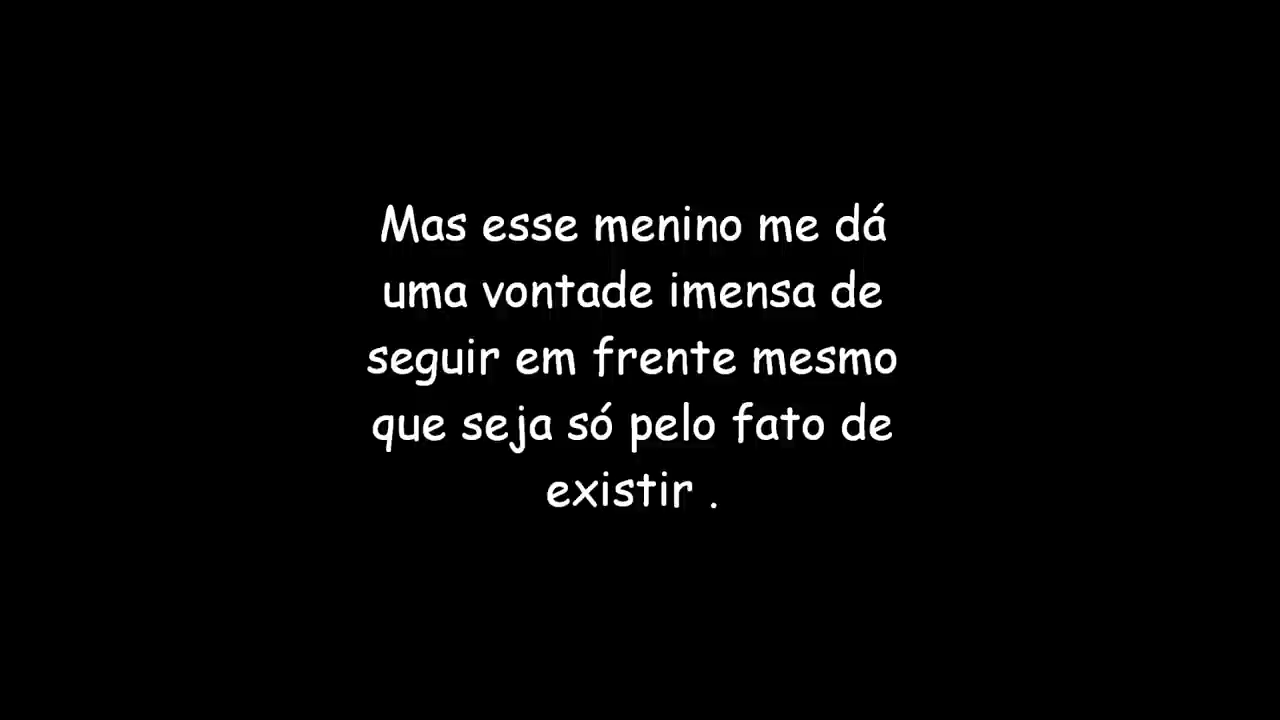 Mas esse menino me dá
uma vontade imensa de
seguir em frente mesmo
que seja só pelo fato de
existir .